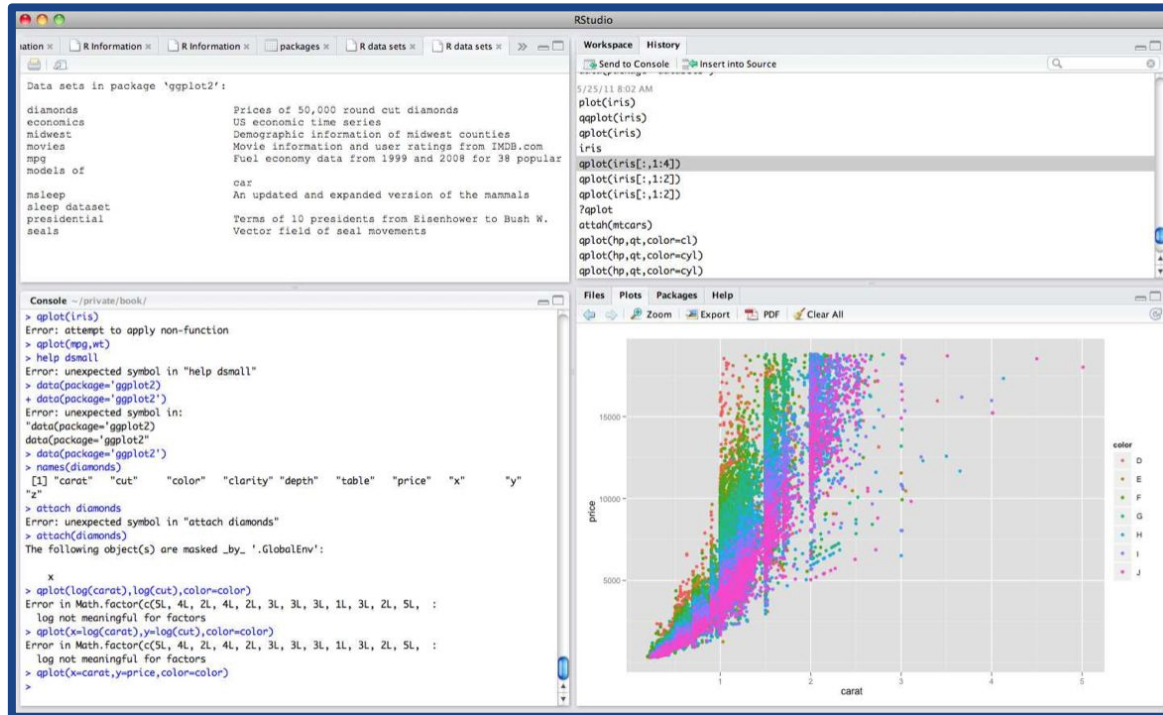 RStudio
ation × R Information × R Information × packages × R data sets × R data sets × »
Data sets in package ‘ggplot2’:
diamonds Prices of 50,000 round cut diamonds
economics US economic time series
midwest Demographic information of midwest counties
movies Movie information and user ratings from IMDB.com
mpg Fuel economy data from 1999 and 2008 for 38 popular
models of
car
msleep An updated and expanded version of the mammals
sleep dataset
presidential Terms of 10 presidents from Eisenhower to Bush W.
seals Vector field of seal movements
Console ~/private/book/
> qplot(iris)
Error: attempt to apply non-function
> qplot(mpg,wt)
> help dsmall
Error: unexpected symbol in "help dsmall"
> data(package='ggplot2)
+ data(package='ggplot2')
Error: unexpected symbol in:
"data(package='ggplot2)
data(package='ggplot2"
> data(package='ggplot2')
> names(diamonds)
[1] "carat" "cut" "color" "clarity" "depth" "table" "price" "x" "y"
"z"
> attach diamonds
Error: unexpected symbol in "attach diamonds"
> attach(diamonds)
The following object(s) are masked _by_ '.GlobalEnv':
x
> qplot(log(carat),log(cut),color=color)
Error in Math.factor(c(5L, 4L, 2L, 4L, 2L, 3L, 3L, 3L, 1L, 3L, 2L, 5L, :
log not meaningful for factors
> qplot(x=log(carat),y=log(cut),color=color)
Error in Math.factor(c(5L, 4L, 2L, 4L, 2L, 3L, 3L, 3L, 1L, 3L, 2L, 5L, :
log not meaningful for factors
> qplot(x=carat,y=price,color=color)
>
Workspace History
Send to Console Insert into Source
5/25/11 8:02 AM
plot(iris)
qqplot(iris)
qplot(iris)
iris
qplot(iris[:,1:4])
qplot(iris[:,1:2])
qplot(iris[:,1:2])
?qplot
attah(mtcars)
qplot(hp,qt,color=cl)
qplot(hp,qt,color=cyl)
qplot(hp,qt,color=cyl)
Files Plots Packages Help
Zoom Export PDF Clear All
15000
10000
5000
price
1 2 3 4 5
carat
color
D
E
F
G
H
I
J